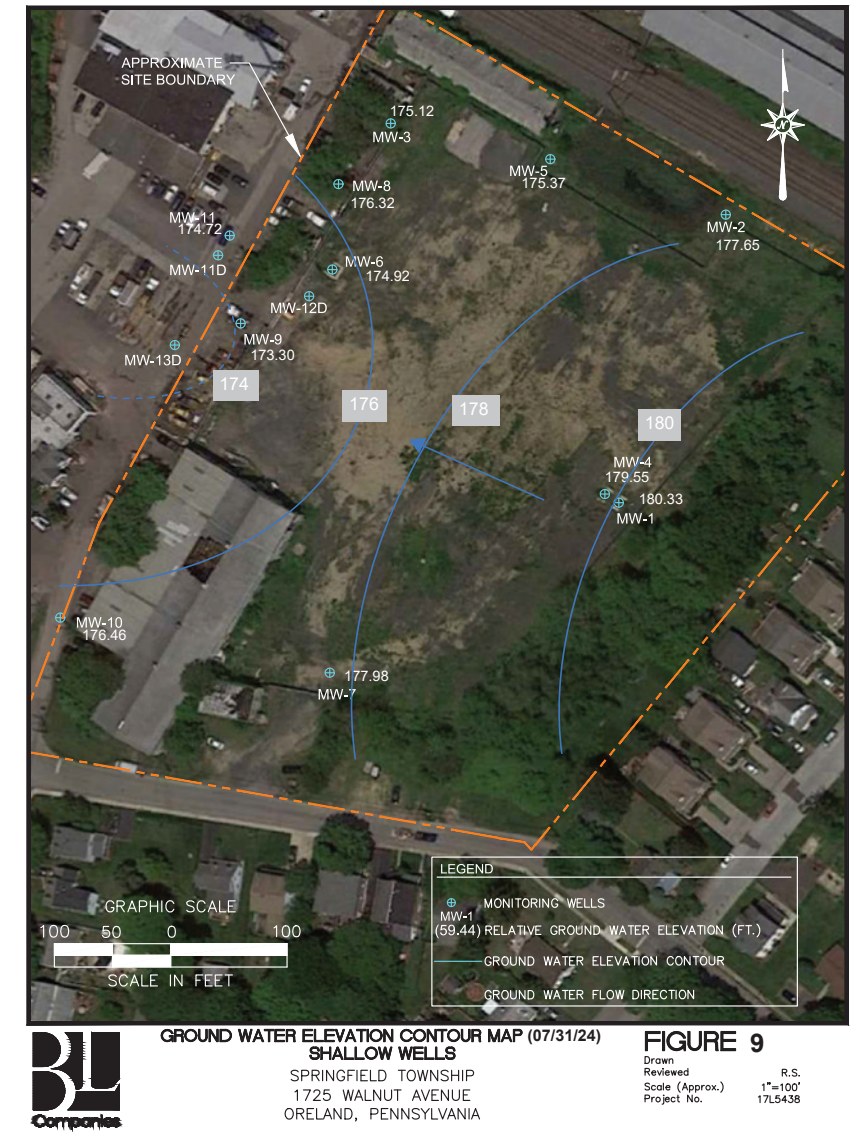 APPROXIMATE
SITE BOUNDARY
175.12
MW-3
MW-5
175.37
MW-8
176.32
N
MW-2
177.65
MW-11
174.72
MW-11D
MW-6
174.92
MW-12D
MW-9
173.30
MW-13D
174
176
178
180
MW-4
179.55
180.33
MW-1
MW-10
176.46
177.98
MW-7
LEGEND
MONITORING WELLS
MW-1
(59.44) RELATIVE GROUND WATER ELEVATION (FT.)
GROUND WATER ELEVATION CONTOUR
GROUND WATER FLOW DIRECTION
GRAPHIC SCALE
100 50 0 100
SCALE IN FEET
BL
Companies
GROUND WATER ELEVATION CONTOUR MAP (07/31/24)
SHALLOW WELLS
SPRINGFIELD TOWNSHIP
1725 WALNUT AVENUE
ORELAND, PENNSYLVANIA
FIGURE 9
Drawn
Reviewed R.S.
Scale (Approx.) 1"=100'
Project No. 17L5438